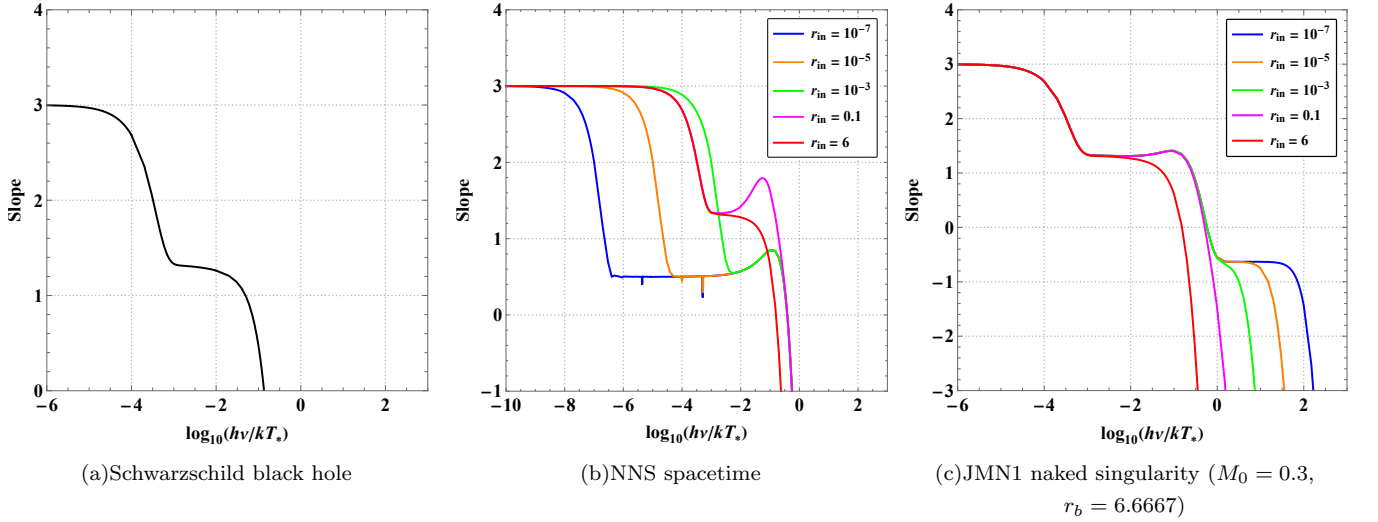 4
3
2
1
0
Slope
−6
−4
−2
0
2
log10(hν/kT*)
(a)Schwarzschild black hole
4
3
2
1
0
−1
Slope
rin = 10⁻⁷
rin = 10⁻⁵
rin = 10⁻³
rin = 0.1
rin = 6
−10
−8
−6
−4
−2
0
2
log10(hν/kT*)
(b)NNS spacetime
4
3
2
1
0
−1
−2
−3
Slope
rin = 10⁻⁷
rin = 10⁻⁵
rin = 10⁻³
rin = 0.1
rin = 6
−6
−4
−2
0
2
log10(hν/kT*)
(c)JMN1 naked singularity (M0 = 0.3,
rb = 6.6667)